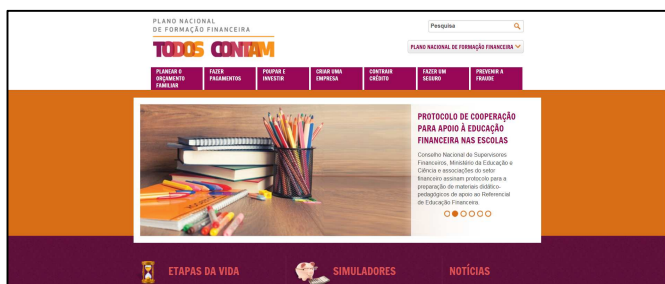 PLANO NACIONAL
DE FORMAÇÃO FINANCEIRA
TODOS CONTAM
Pesquisa
PLANO NACIONAL DE FORMAÇÃO FINANCEIRA
PLANEAR O
ORÇAMENTO
FAMILIAR
FAZER
PAGAMENTOS
POUPAR E
INVESTIR
CRIAR UMA
EMPRESA
CONTRAIR
CRÉDITO
FAZER UM
SEGURO
PREVENIR A
FRAUDE
PROTOCOLO DE COOPERAÇÃO
PARA APOIO À EDUCAÇÃO
FINANCEIRA NAS ESCOLAS
Conselho Nacional de Supervisores
Financeiros, Ministério da Educação e
Ciência e associações do setor
financeiro assinam protocolo para a
preparação de materiais didático-
pedagógicos de apoio ao Referencial
de Educação Financeira.
ETAPAS DA VIDA
SIMULADORES
NOTÍCIAS